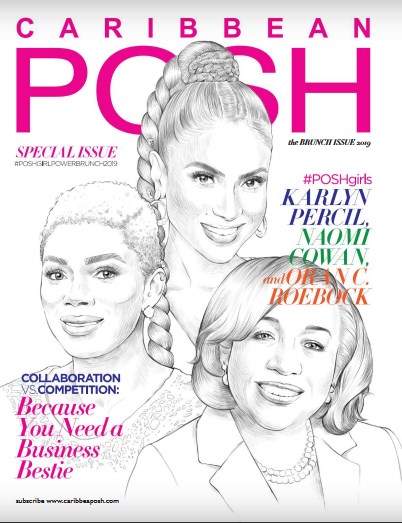 CARIBBEAN
POSH
SPECIAL ISSUE
#POSHGIRLPOWERBRUNCH2019
the BRUNCH ISSUE 2019
#POSHgirls
KARLYN
PERCIL,
NAOMI
COWAN,
and ORAN C.
ROEBOCK
COLLABORATION
VS.COMPETITION:
Because
You Need a
Business
Bestie
subscribe www.caribbeaposh.com